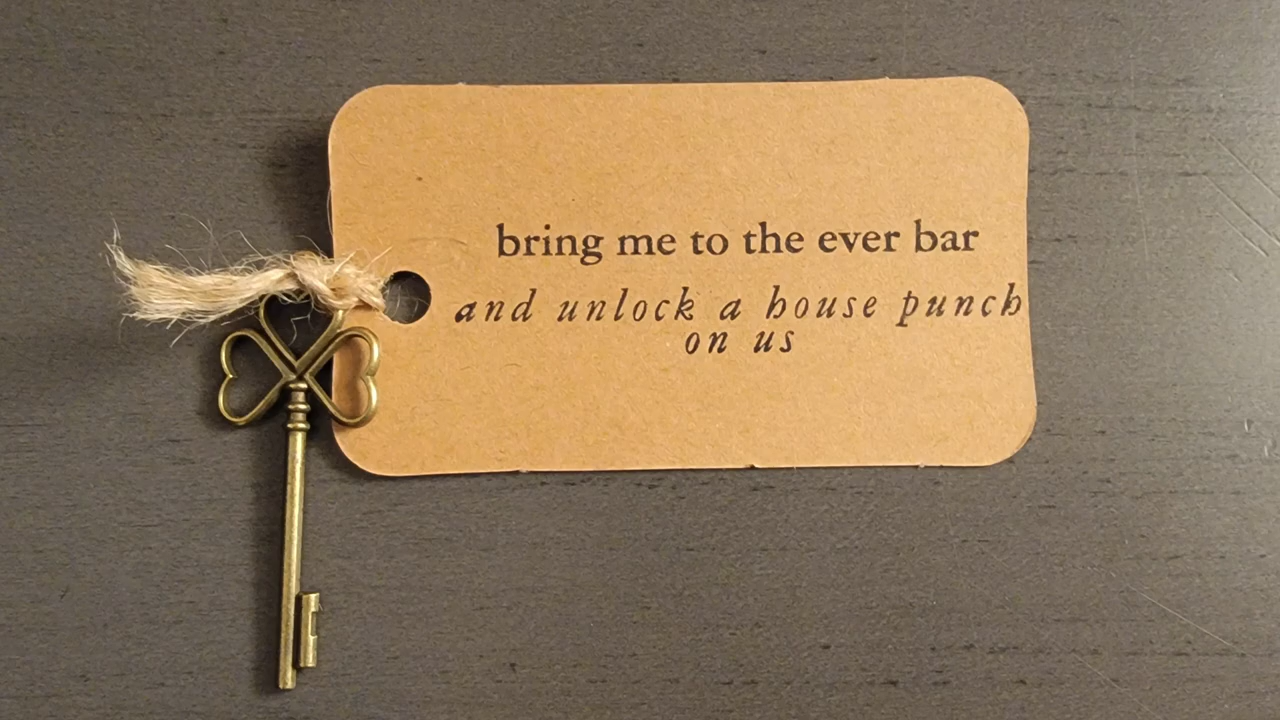 bring me to the ever bar
and unlock a house punch
on us